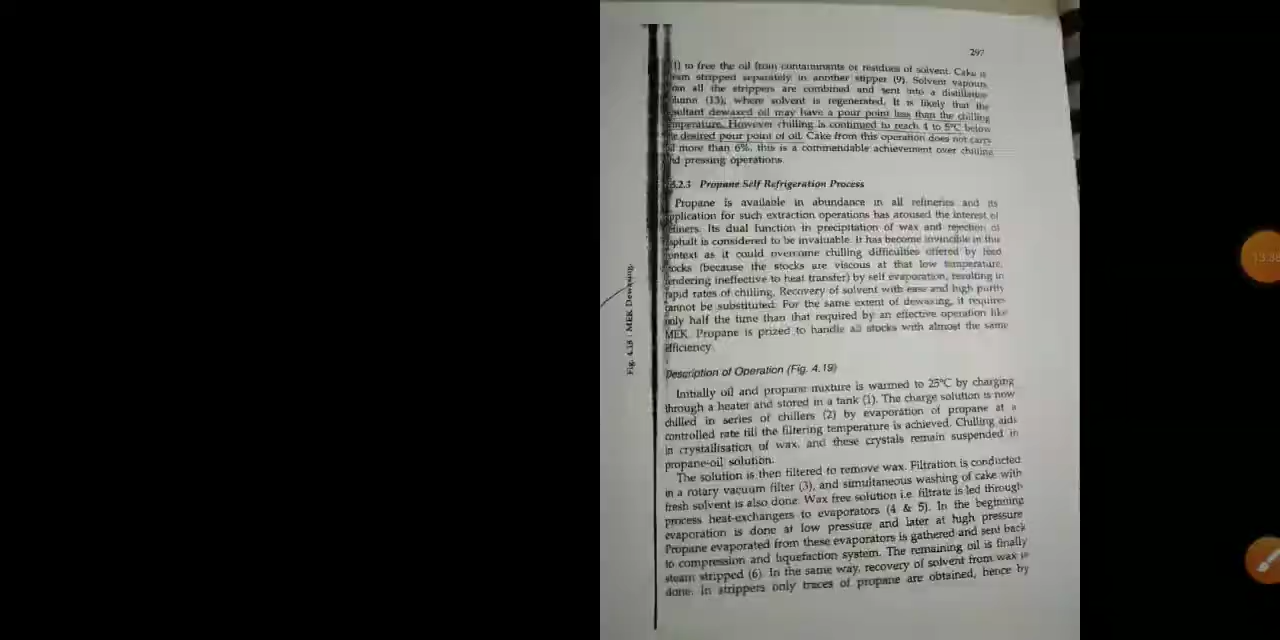 297
) to free the oil from contaminants or residues of solvent. Cake is
stripped separately in another stipper (9). Solvent vapours
all the strippers are combined and sent into a distillation
(13), where solvent is regenerated. It is likely that the
dewaxed oil may have a pour point less than the chilling
However chilling is continued to reach 4 to 5°C below
desired pour point of oil. Cake from this operation does not carry
more than 6%, this is a commendable achievement over chilling
pressing operations.
.2.3 Propane Self Refrigeration Process
Propane is available in abundance in all refineries and its
application for such extraction operations has aroused the interest of
Its dual function in precipitation of wax and rejection of
asphalt is considered to be invaluable. It has become invincible in this
context as it could overcome chilling difficulties offered by feed
stocks (because the stocks are viscous at that low temperature,
rendering ineffective to heat transfer) by self evaporation, resulting in
rapid rates of chilling. Recovery of solvent with ease and high purity
cannot be substituted. For the same extent of dewaxing, it requires
only half the time than that required by an effective operation like
MEK. Propane is prized to handle all stocks with almost the same
efficiency.
Description of Operation (Fig. 4.19)
Initially oil and propane mixture is warmed to 25°C by charging
through a heater and stored in a tank (1). The charge solution is now
chilled in series of chillers (2) by evaporation of propane at a
controlled rate till the filtering temperature is achieved. Chilling aids
in crystallisation of wax, and these crystals remain suspended in
propane-oil solution.
The solution is then filtered to remove wax. Filtration is conducted
in a rotary vacuum filter (3), and simultaneous washing of cake with
fresh solvent is also done. Wax free solution i.e. filtrate is led through
process heat-exchangers to evaporators (4 & 5). In the beginning
evaporation is done at low pressure and later at high pressure
Propane evaporated from these evaporators is gathered and sent back
to compression and liquefaction system. The remaining oil is finally
steam stripped (6). In the same way, recovery of solvent from wax is
done. In strippers only traces of propane are obtained, hence by
Fig. 4.18 MEK Dewaxing.